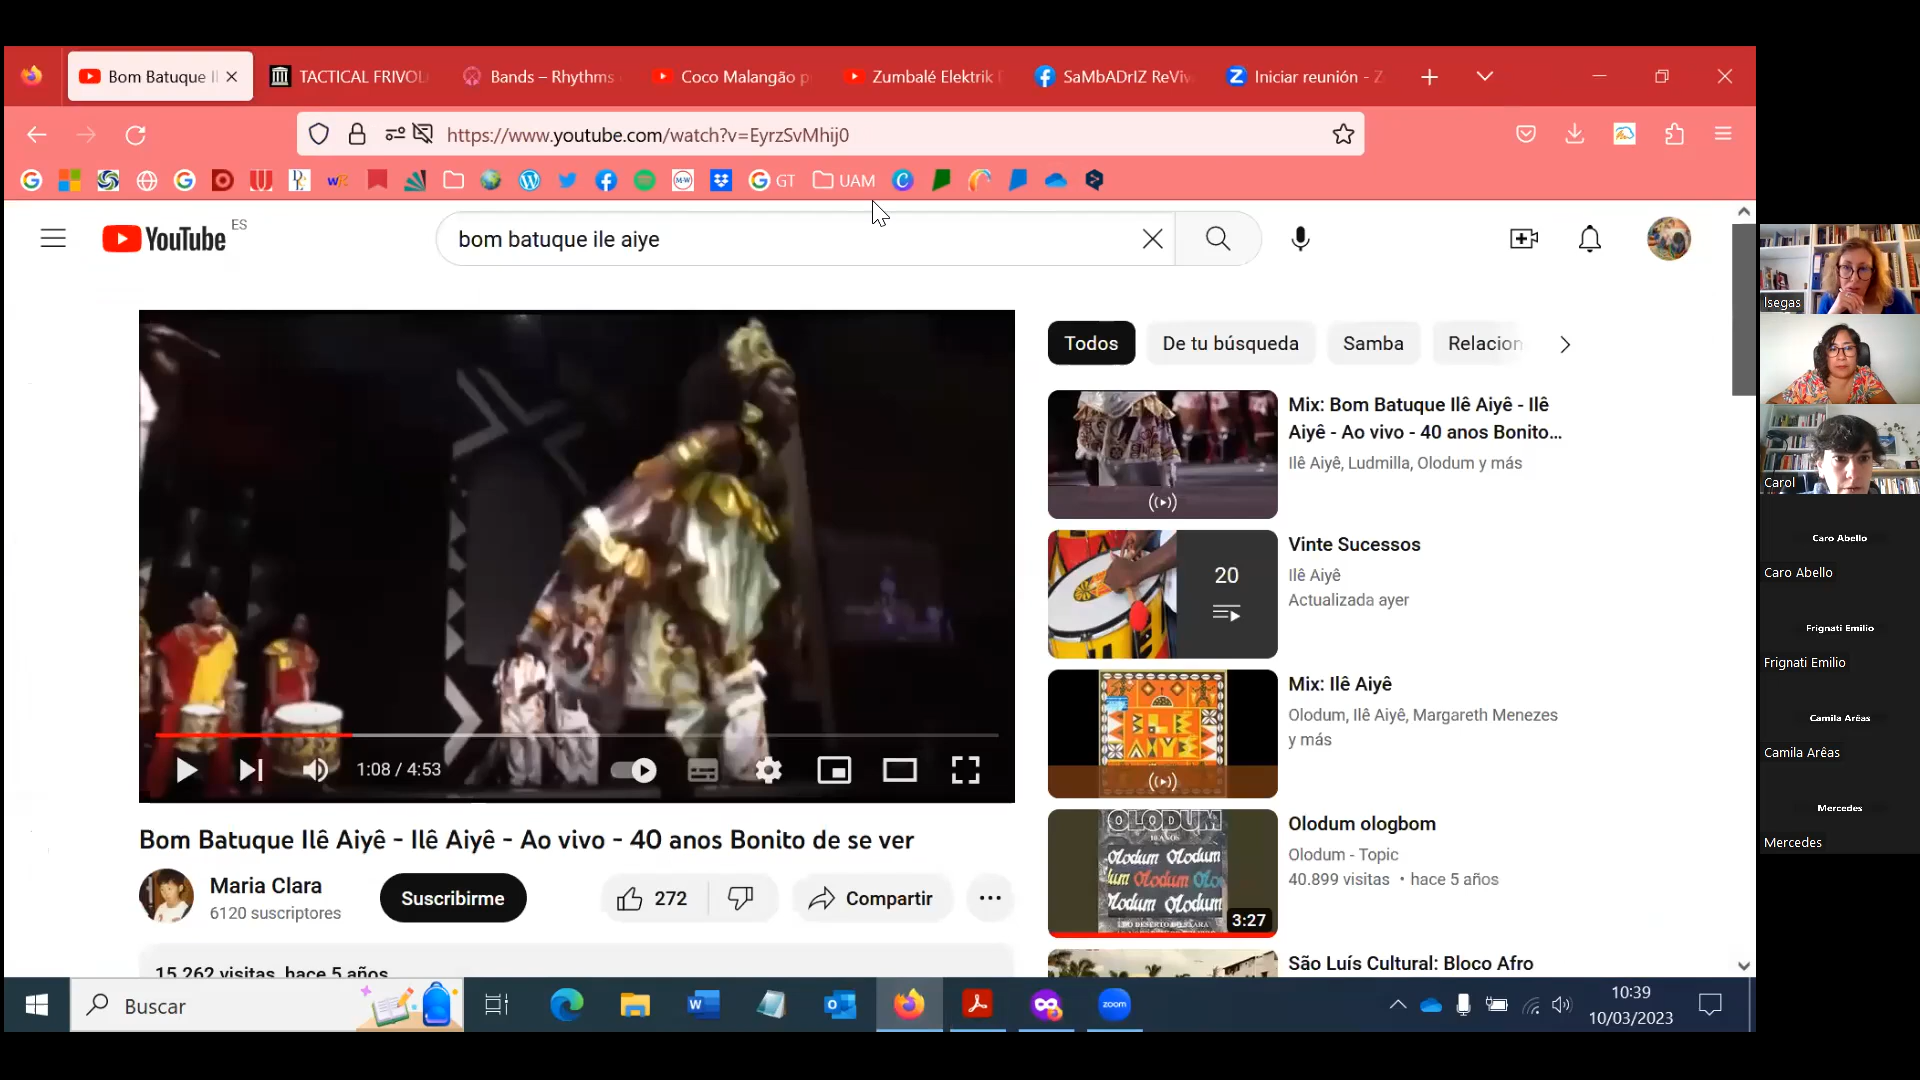 Bom Batuque Il
TACTICAL FRIVOL
Bands – Rhythms
Coco Malangão p
Zumbalé Elektrik
SaMbADrIZ ReViv
Iniciar reunión - Z
https://www.youtube.com/watch?v=EyrzSvMhij0
GT
UAM
YouTube ES
bom batuque ile aiye
Todos
De tu búsqueda
Samba
Relacion
Mix: Bom Batuque Ilê Aiyê - Ilê
Aiyê - Ao vivo - 40 anos Bonito...
Ilê Aiyê, Ludmilla, Olodum y más
20
Vinte Sucessos
Ilê Aiyê
Actualizada ayer
Mix: Ilê Aiyê
Olodum, Ilê Aiyê, Margareth Menezes
y más
Olodum ologbom
Olodum - Topic
40.899 visitas • hace 5 años
3:27
São Luís Cultural: Bloco Afro
1:08 / 4:53
Bom Batuque Ilê Aiyê - Ilê Aiyê - Ao vivo - 40 anos Bonito de se ver
Maria Clara
6120 suscriptores
Suscribirme
272
Compartir
15.262 visitas hace 5 años
Buscar
zoom
10:39
10/03/2023
lsegas
Carol
Caro Abello
Caro Abello
Frignati Emilio
Frignati Emilio
Camila Arêas
Camila Arêas
Mercedes
Mercedes